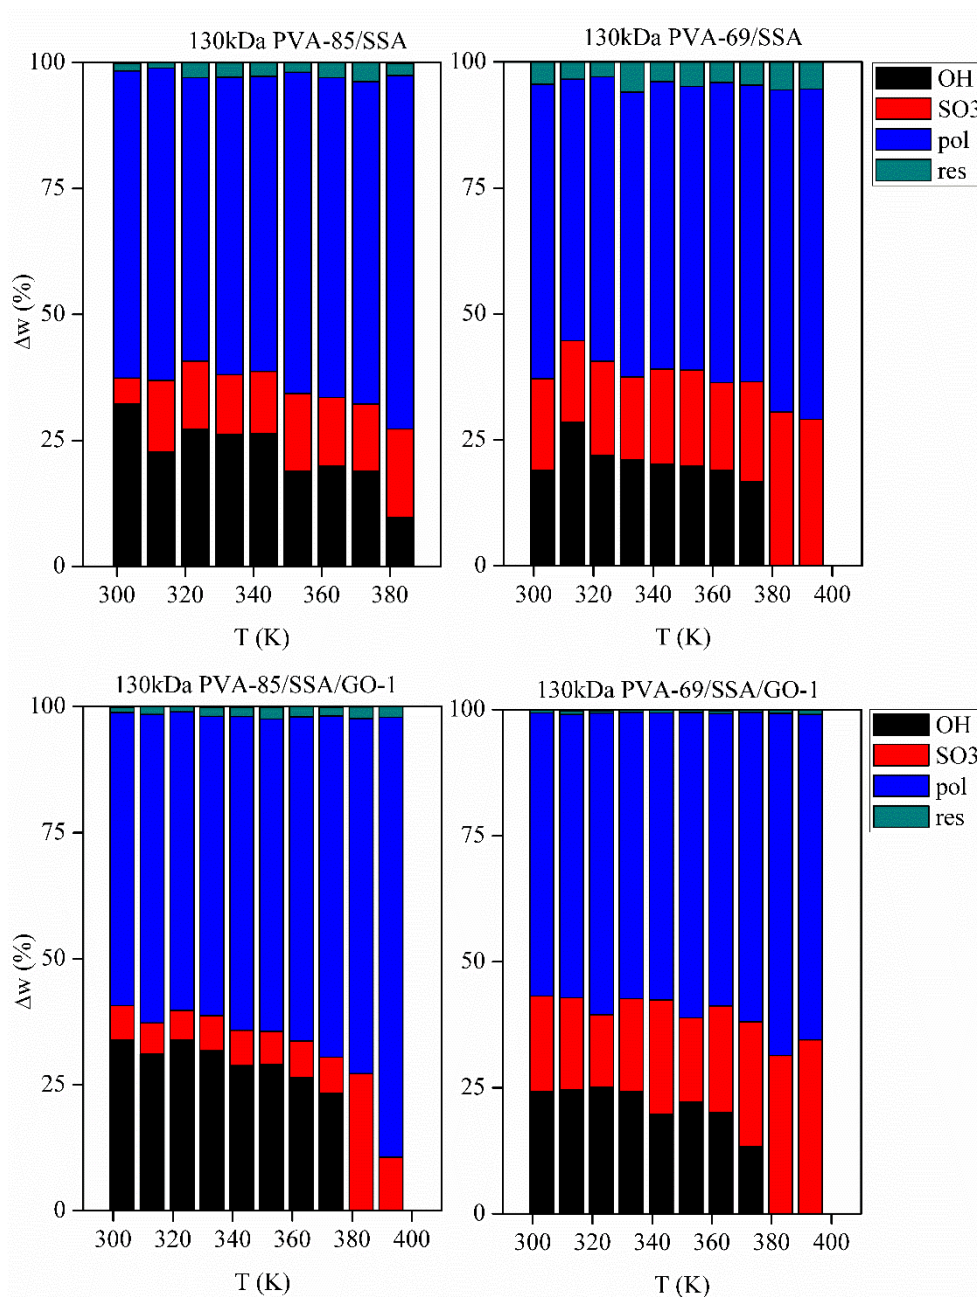 130kDa PVA-85/SSA
100
75
50
25
0
Δw (%)
300 320 340 360 380
T (K)
130kDa PVA-69/SSA
100
75
50
25
0
300 320 340 360 380 400
T (K)
OH
SO3
pol
res
130kDa PVA-85/SSA/GO-1
100
75
50
25
0
Δw (%)
300 320 340 360 380 400
T (K)
130kDa PVA-69/SSA/GO-1
100
75
50
25
0
300 320 340 360 380 400
T (K)
OH
SO3
pol
res